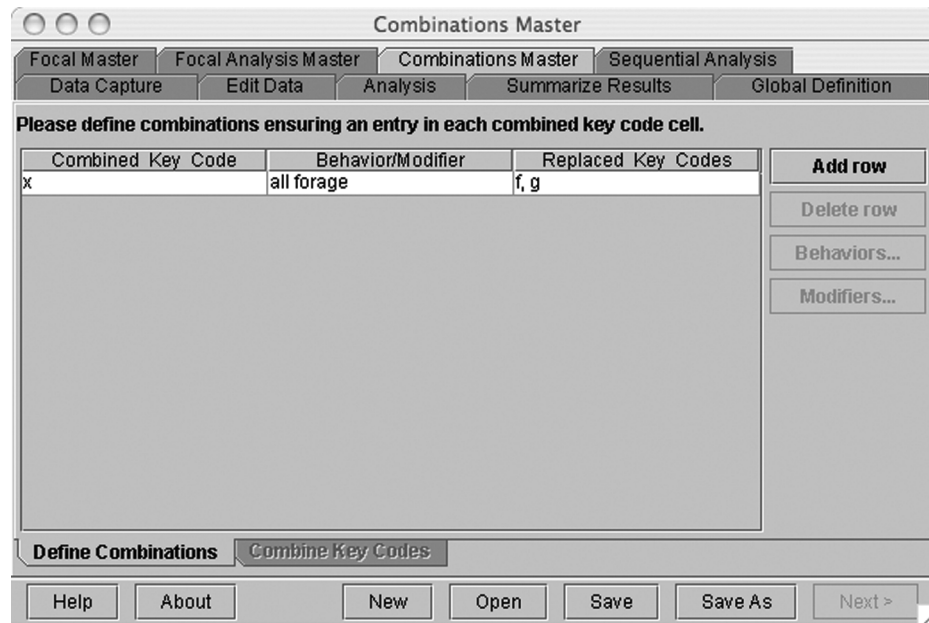 Combinations Master
Focal Master Focal Analysis Master Combinations Master Sequential Analysis
Data Capture Edit Data Analysis Summarize Results Global Definition
Please define combinations ensuring an entry in each combined key code cell.
Combined Key Code Behavior/Modifier Replaced Key Codes Add row
x all forage f, g
Delete row
Behaviors...
Modifiers...
Define Combinations Combine Key Codes
Help About New Open Save Save As Next >